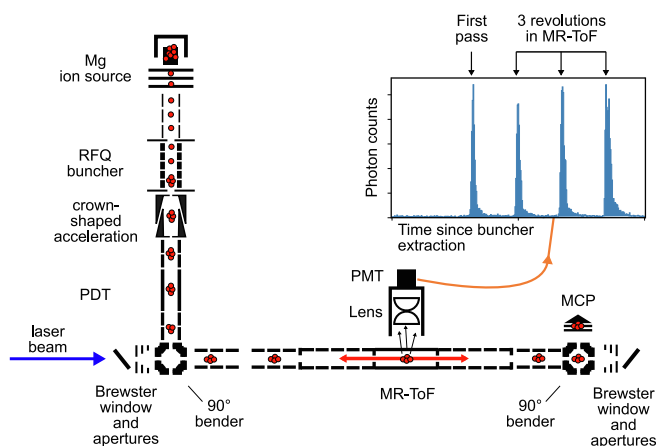 Mg
ion source
RFQ
buncher
crown-
shaped
acceleration
PDT
laser
beam
Brewster
window
and
apertures
90°
bender
First
pass
3 revolutions
in MR-ToF
Photon counts
Time since buncher
extraction
PMT
Lens
MCP
MR-ToF
90°
bender
Brewster
window
and
apertures